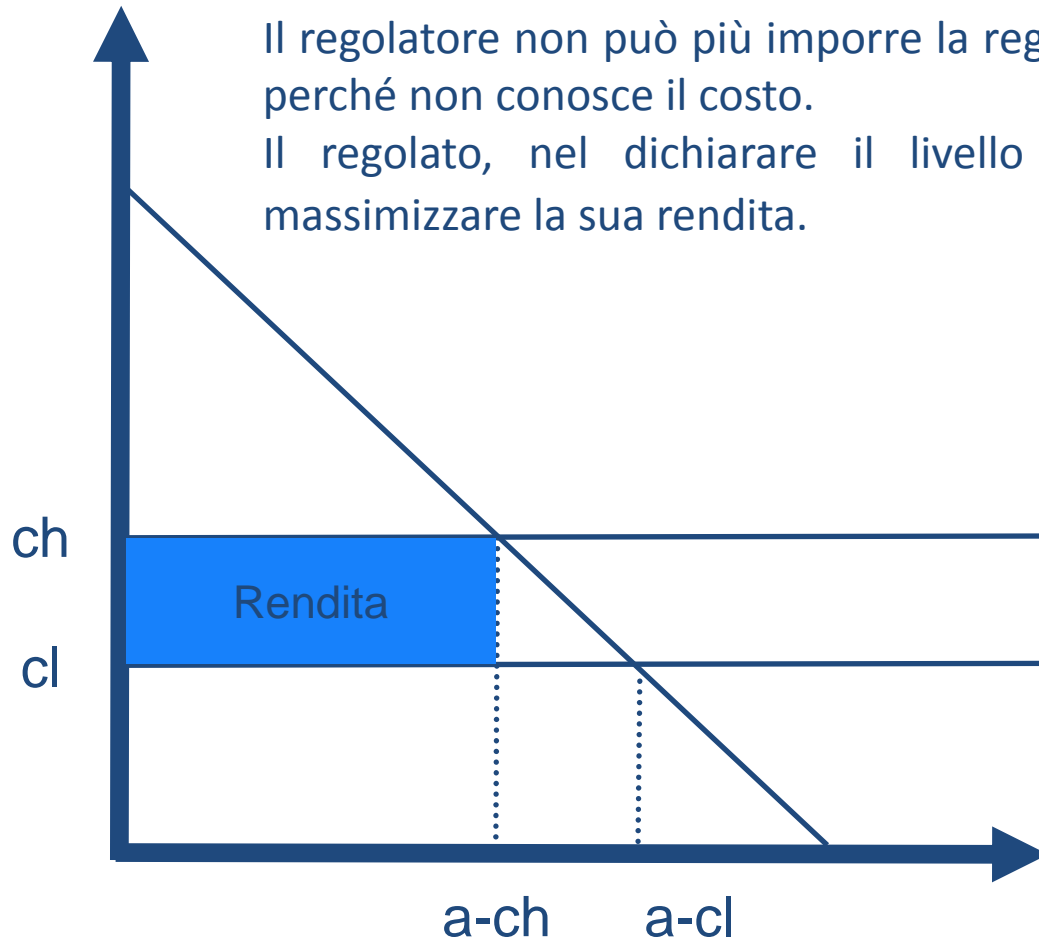 Il regolatore non può più imporre la
perché non conosce il costo.
Il regolato, nel dichiarare il livello
massimizzare la sua rendita.
ch
Rendita
cl
a-ch a-cl